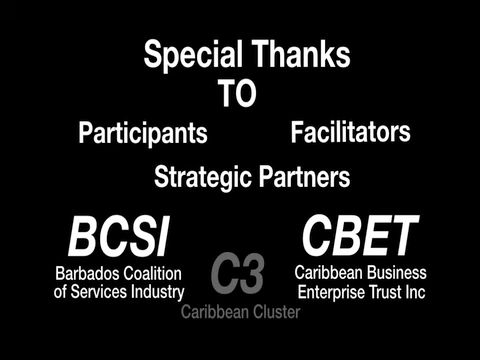 Special Thanks
TO
Participants
Facilitators
Strategic Partners
BCSI
Barbados Coalition
of Services Industry
C3
Caribbean Cluster
CBET
Caribbean Business
Enterprise Trust Inc